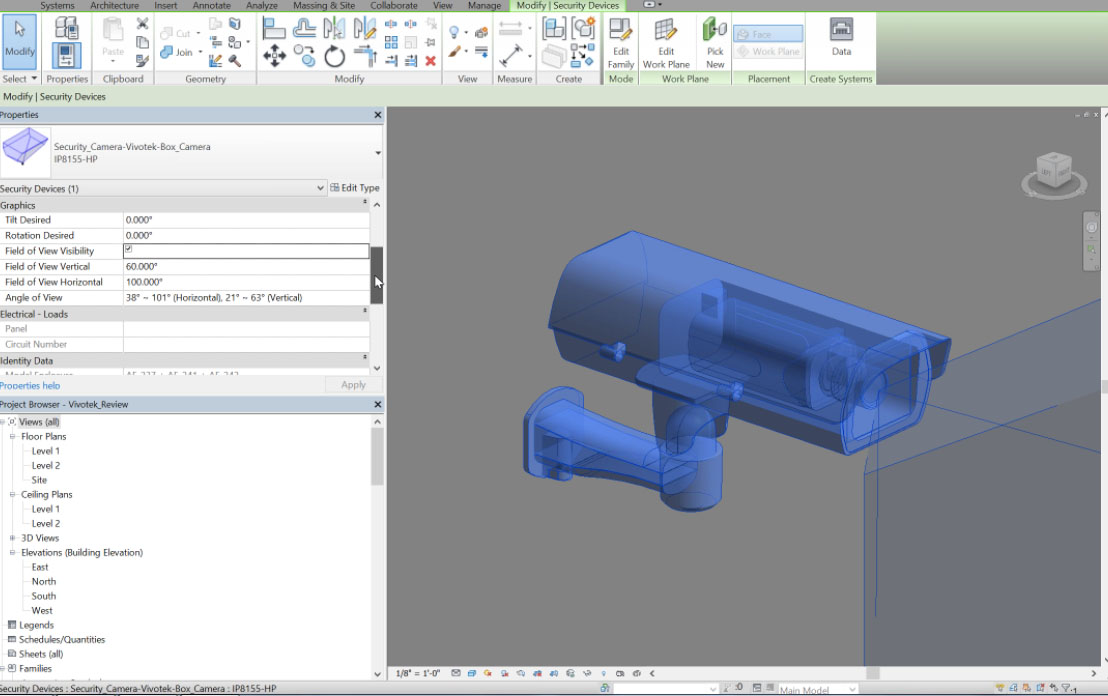 Systems Architecture Insert Annotate Analyze Massing & Site Collaborate View Manage Modify | Security Devices
Modify
Paste
Cut
Join
Edit Family
Edit Work Plane
Pick New
Face
Work Plane
Data
Select Properties Clipboard Geometry Modify View Measure Create Mode Work Plane Placement Create Systems
Modify | Security Devices
Properties
Security_Camera-Vivotek-Box_Camera
IP8155-HP
Security Devices (1) Edit Type
Graphics
Tilt Desired 0.000°
Rotation Desired 0.000°
Field of View Visibility
Field of View Vertical 60.000°
Field of View Horizontal 100.000°
Angle of View 38° ~ 101° (Horizontal), 21° ~ 63° (Vertical)
Electrical - Loads
Panel
Circuit Number
Identity Data
Properties help Apply
Project Browser - Vivotek_Review
Views (all)
Floor Plans
Level 1
Level 2
Site
Ceiling Plans
Level 1
Level 2
3D Views
Elevations (Building Elevation)
East
North
South
West
Legends
Schedules/Quantities
Sheets (all)
Families
1/8" = 1'-0"
Security Devices : Security_Camera-Vivotek-Box_Camera : IP8155-HP :0 Main Model :1